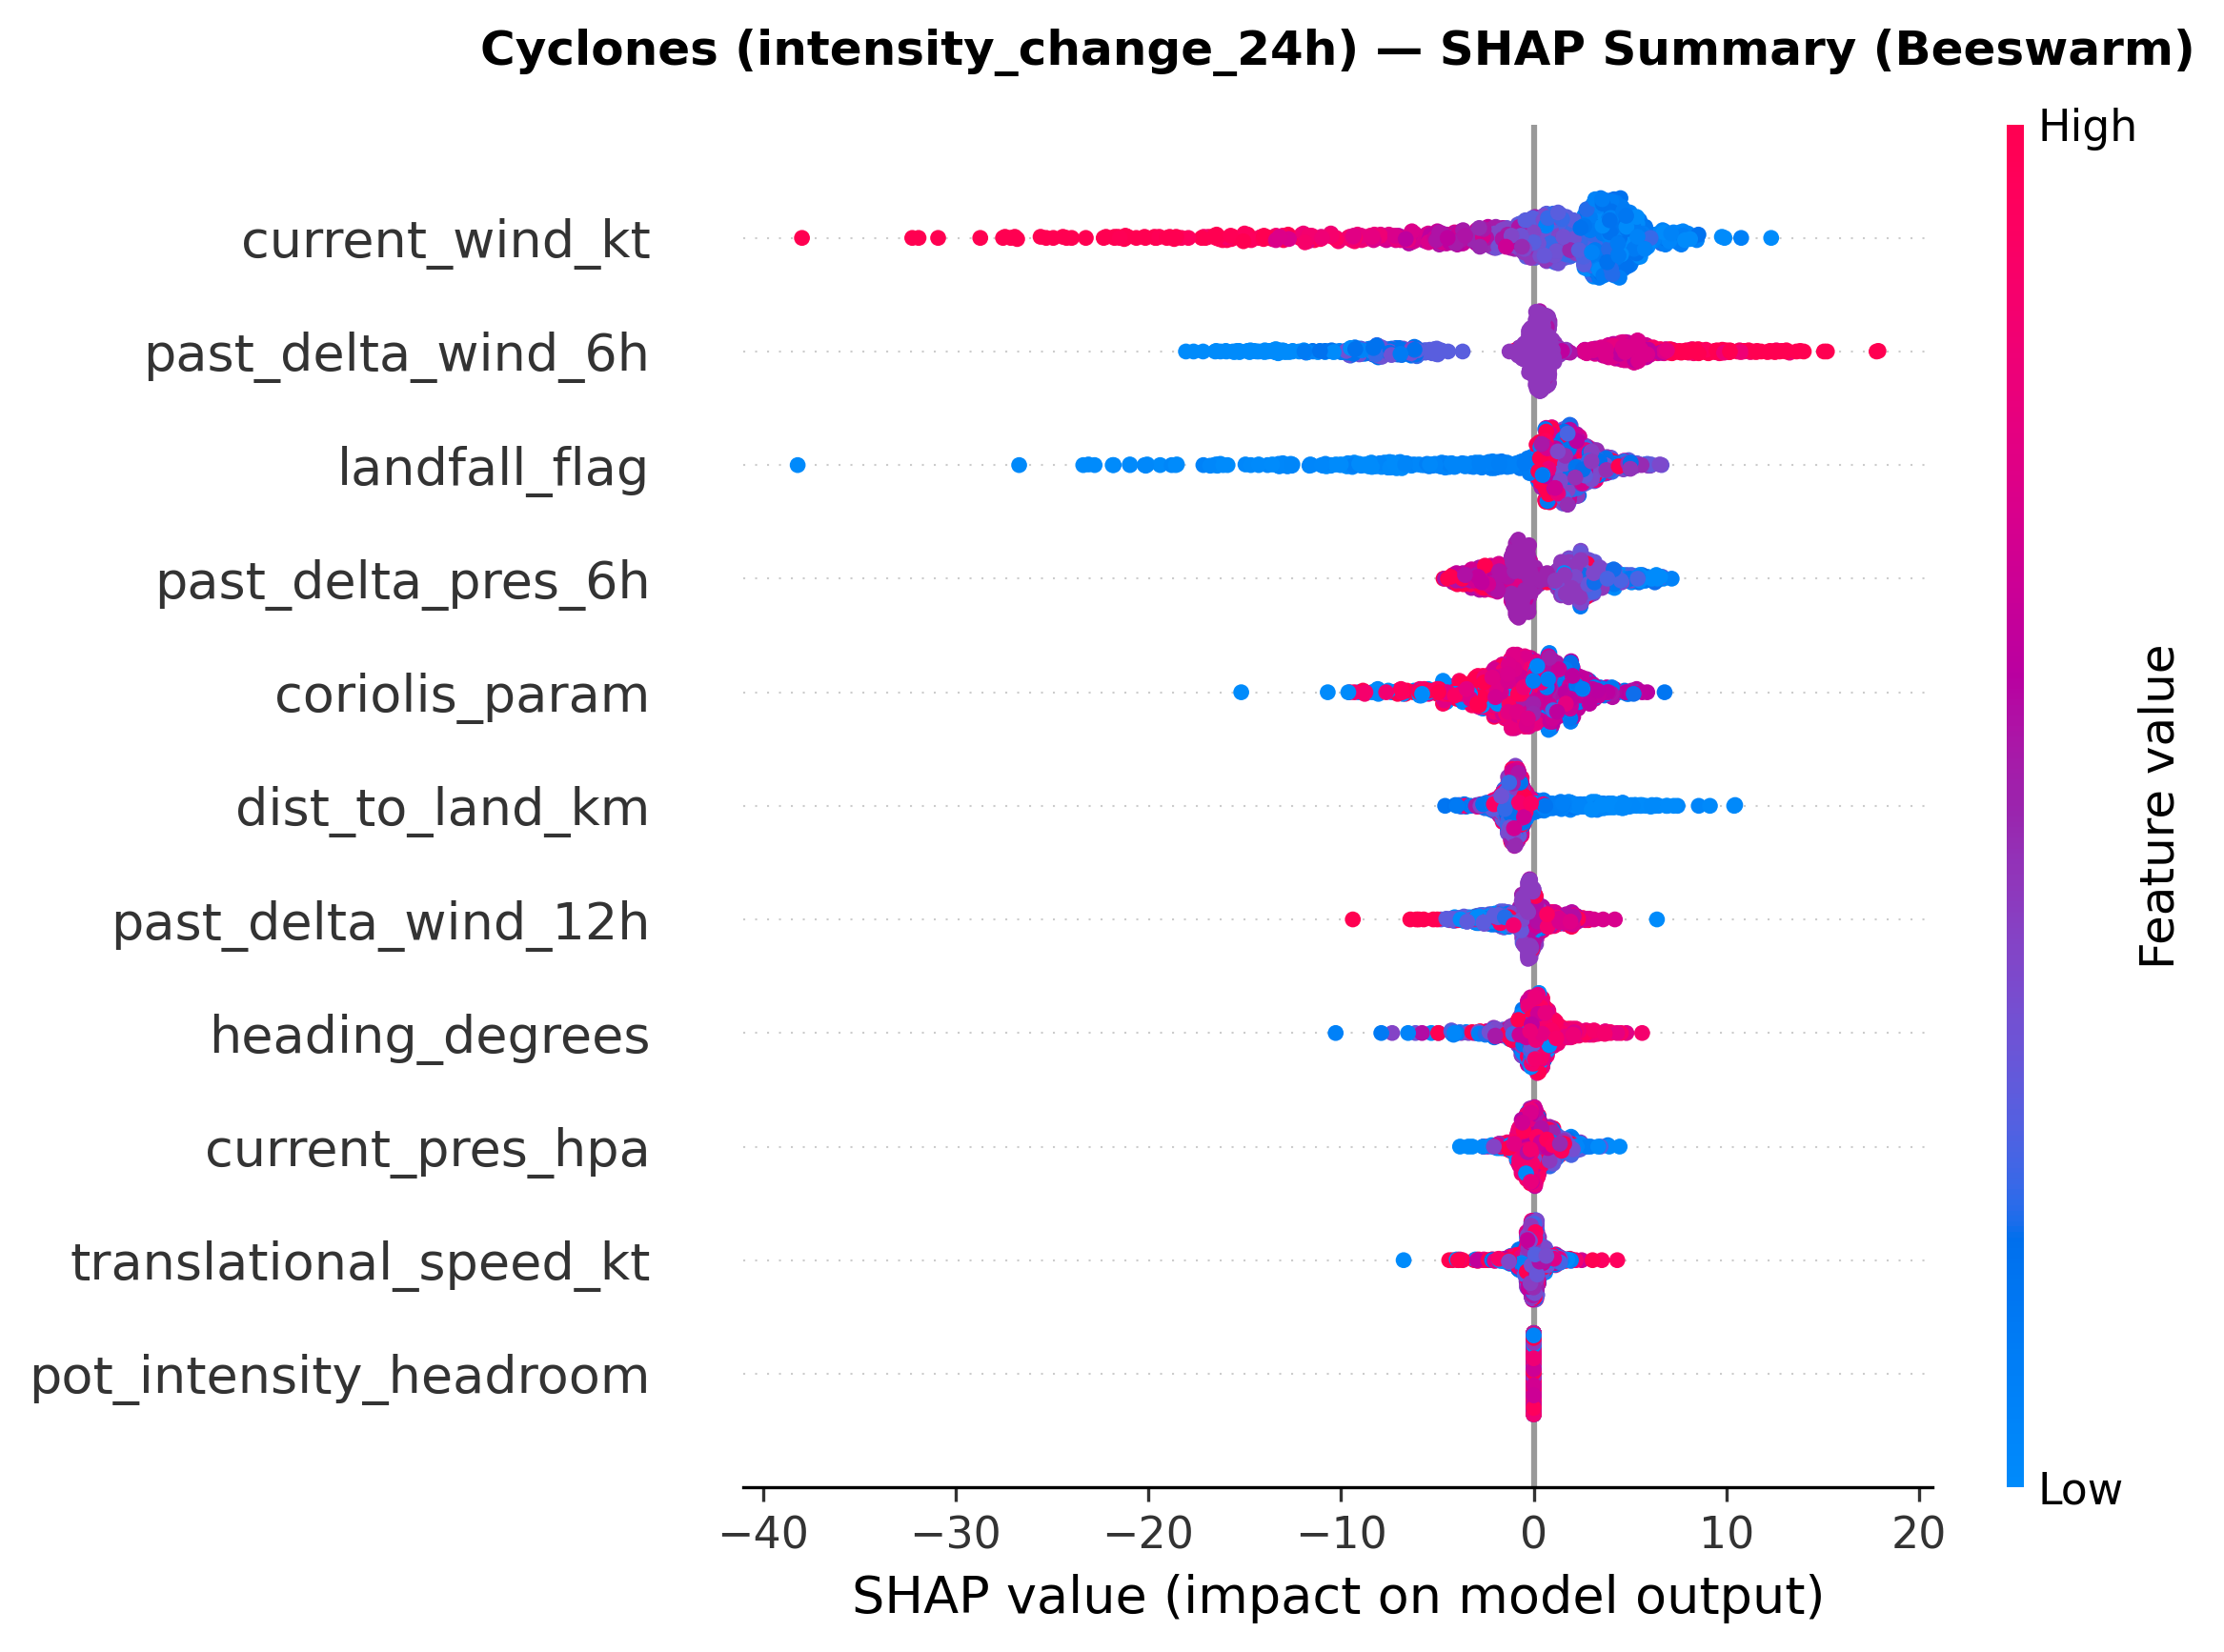 Cyclones (intensity_change_24h) — SHAP Summary (Beeswarm)
High
current_wind_kt
past_delta_wind_6h
landfall_flag
past_delta_pres_6h
coriolis_param
dist_to_land_km
past_delta_wind_12h
heading_degrees
current_pres_hpa
translational_speed_kt
pot_intensity_headroom
Feature value
Low
−40 −30 −20 −10 0 10 20
SHAP value (impact on model output)